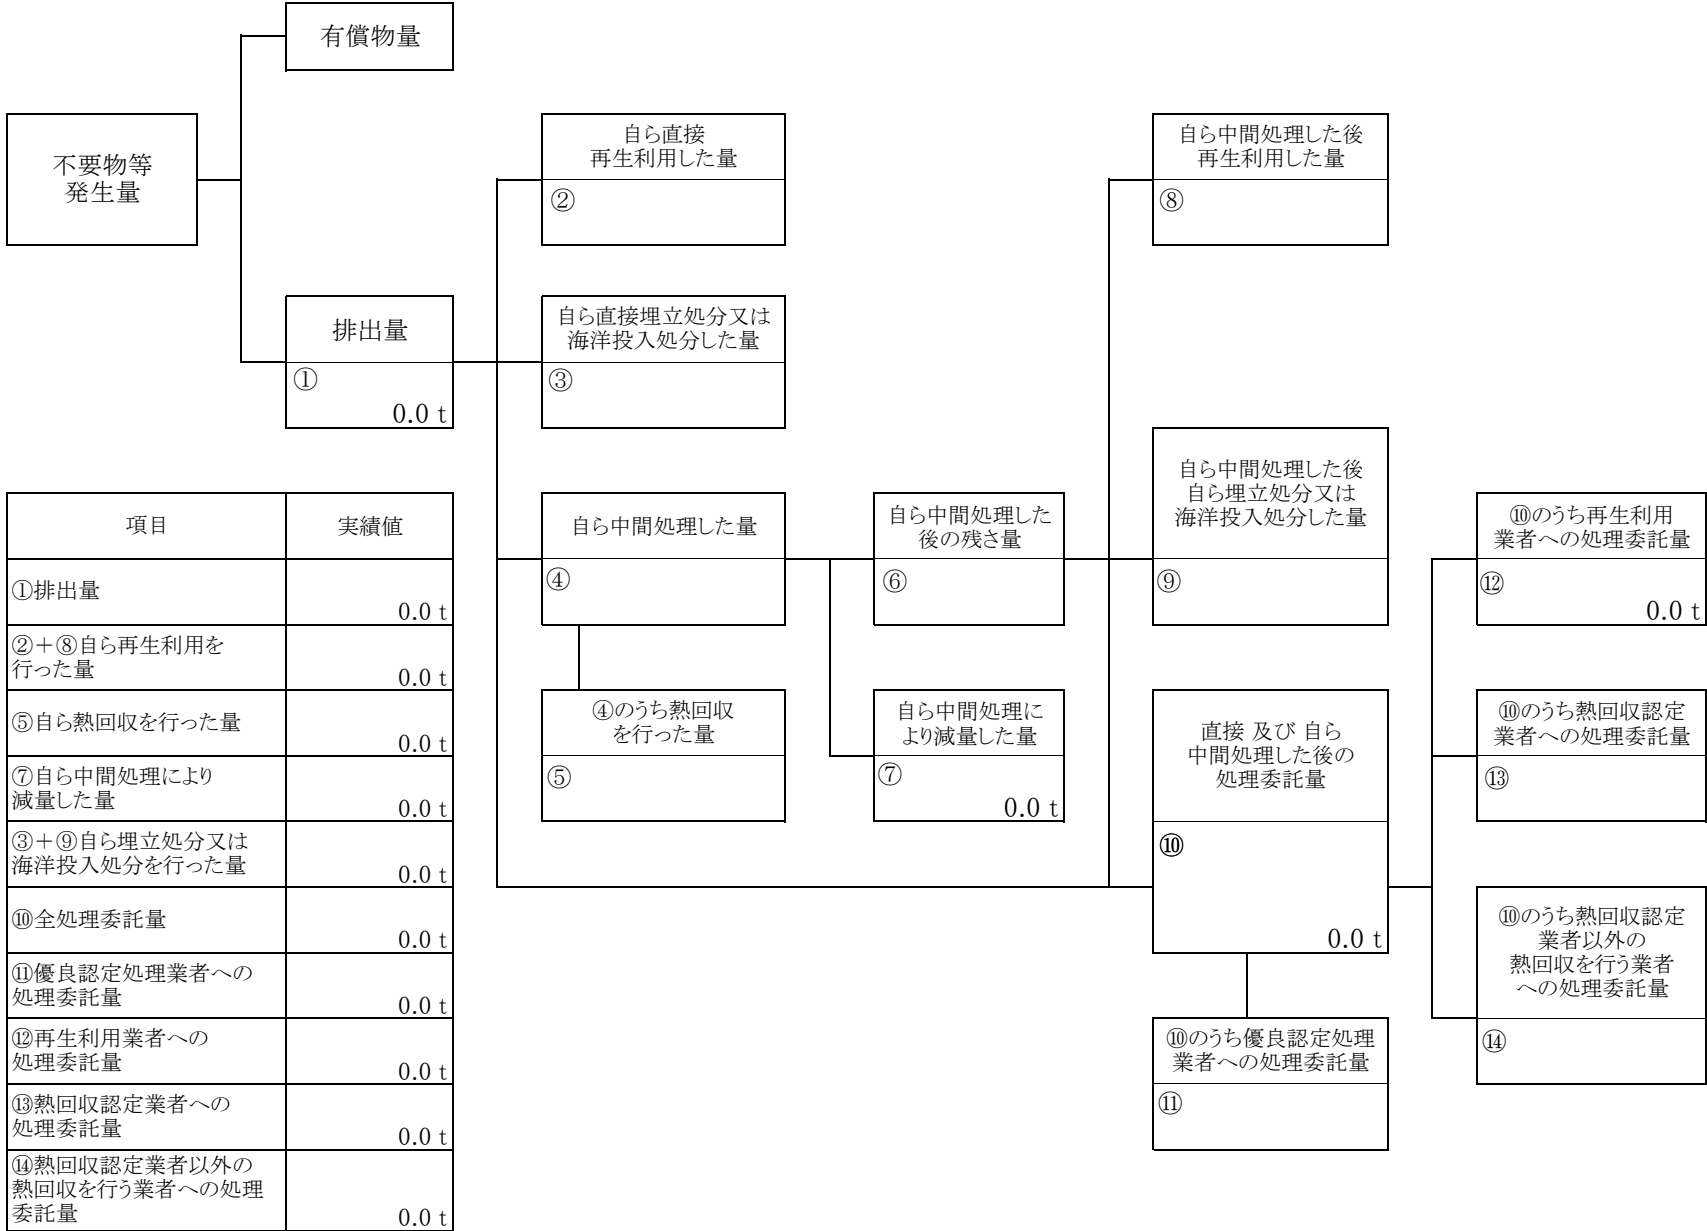 有償物量
不要物等
発生量
排出量
①
0.0 t
自ら直接
再生利用した量
②
自ら直接埋立処分又は
海洋投入処分した量
③
自ら中間処理した量
④
④のうち熱回収
を行った量
⑤
自ら中間処理した
後の残さ量
⑥
自ら中間処理に
より減量した量
⑦
0.0 t
自ら中間処理した後
再生利用した量
⑧
自ら中間処理した後
自ら埋立処分又は
海洋投入処分した量
⑨
直接 及び 自ら
中間処理した後の
処理委託量
⑩
0.0 t
⑩のうち優良認定処理
業者への処理委託量
⑪
⑩のうち再生利用
業者への処理委託量
⑫
0.0 t
⑩のうち熱回収認定
業者への処理委託量
⑬
⑩のうち熱回収認定
業者以外の
熱回収を行う業者
への処理委託量
⑭
項目 実績値
①排出量
0.0 t
②＋⑧自ら再生利用を
行った量
0.0 t
⑤自ら熱回収を行った量
0.0 t
⑦自ら中間処理により
減量した量
0.0 t
③＋⑨自ら埋立処分又は
海洋投入処分を行った量
0.0 t
⑩全処理委託量
0.0 t
⑪優良認定処理業者への
処理委託量
0.0 t
⑫再生利用業者への
処理委託量
0.0 t
⑬熱回収認定業者への
処理委託量
0.0 t
⑭熱回収認定業者以外の
熱回収を行う業者への処理
委託量
0.0 t